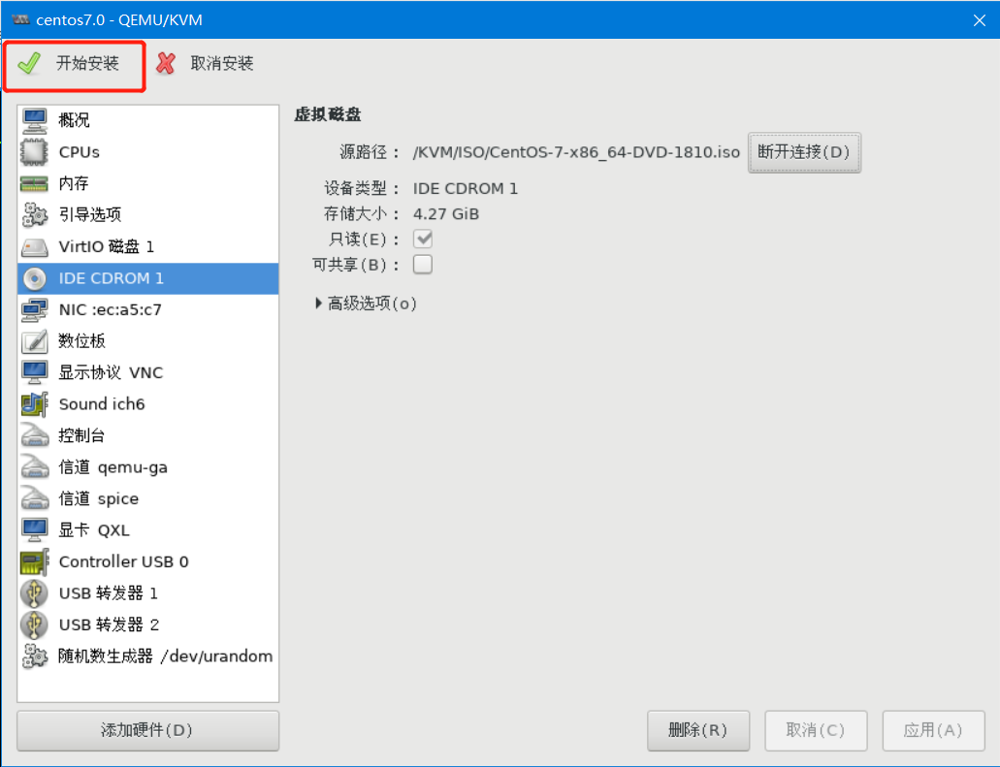 centos7.0 - QEMU/KVM
开始安装 取消安装
概况
CPUs
内存
引导选项
VirtIO 磁盘 1
IDE CDROM 1
NIC :ec:a5:c7
数位板
显示协议 VNC
Sound ich6
控制台
信道 qemu-ga
信道 spice
显卡 QXL
Controller USB 0
USB 转发器 1
USB 转发器 2
随机数生成器 /dev/urandom
添加硬件(D)
虚拟磁盘
源路径： /KVM/ISO/CentOS-7-x86_64-DVD-1810.iso 断开连接(D)
设备类型： IDE CDROM 1
存储大小： 4.27 GiB
只读(E)：
可共享(B)：
高级选项(o)
删除(R) 取消(C) 应用(A)